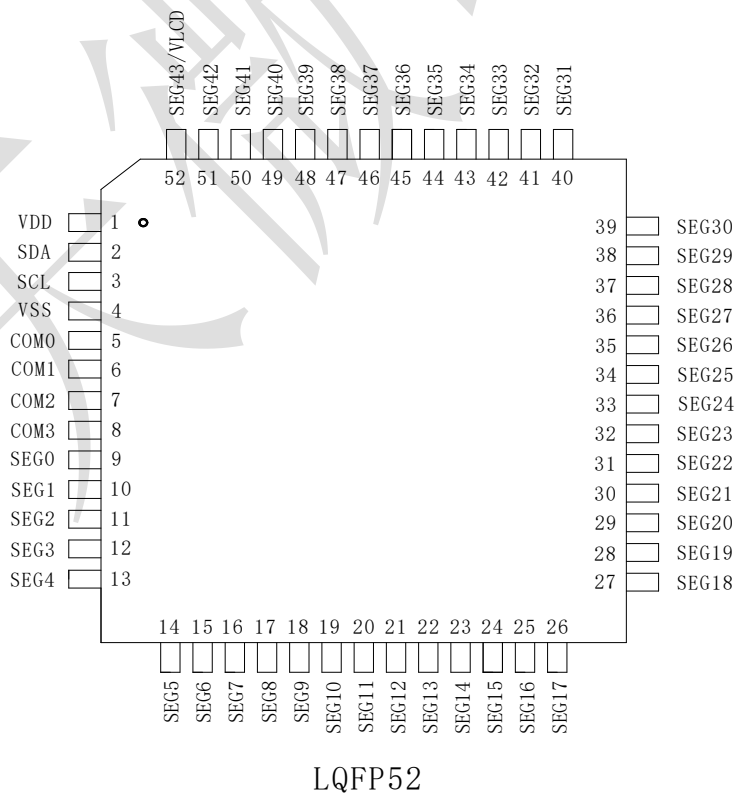 SEG43/VLCD SEG42 SEG41 SEG40 SEG39 SEG38 SEG37 SEG36 SEG35 SEG34 SEG33 SEG32 SEG31
52 51 50 49 48 47 46 45 44 43 42 41 40
VDD 1 39 SEG30
SDA 2 38 SEG29
SCL 3 37 SEG28
VSS 4 36 SEG27
COM0 5 35 SEG26
COM1 6 34 SEG25
COM2 7 33 SEG24
COM3 8 32 SEG23
SEG0 9 31 SEG22
SEG1 10 30 SEG21
SEG2 11 29 SEG20
SEG3 12 28 SEG19
SEG4 13 27 SEG18
14 15 16 17 18 19 20 21 22 23 24 25 26
SEG5 SEG6 SEG7 SEG8 SEG9 SEG10 SEG11 SEG12 SEG13 SEG14 SEG15 SEG16 SEG17
LQFP52